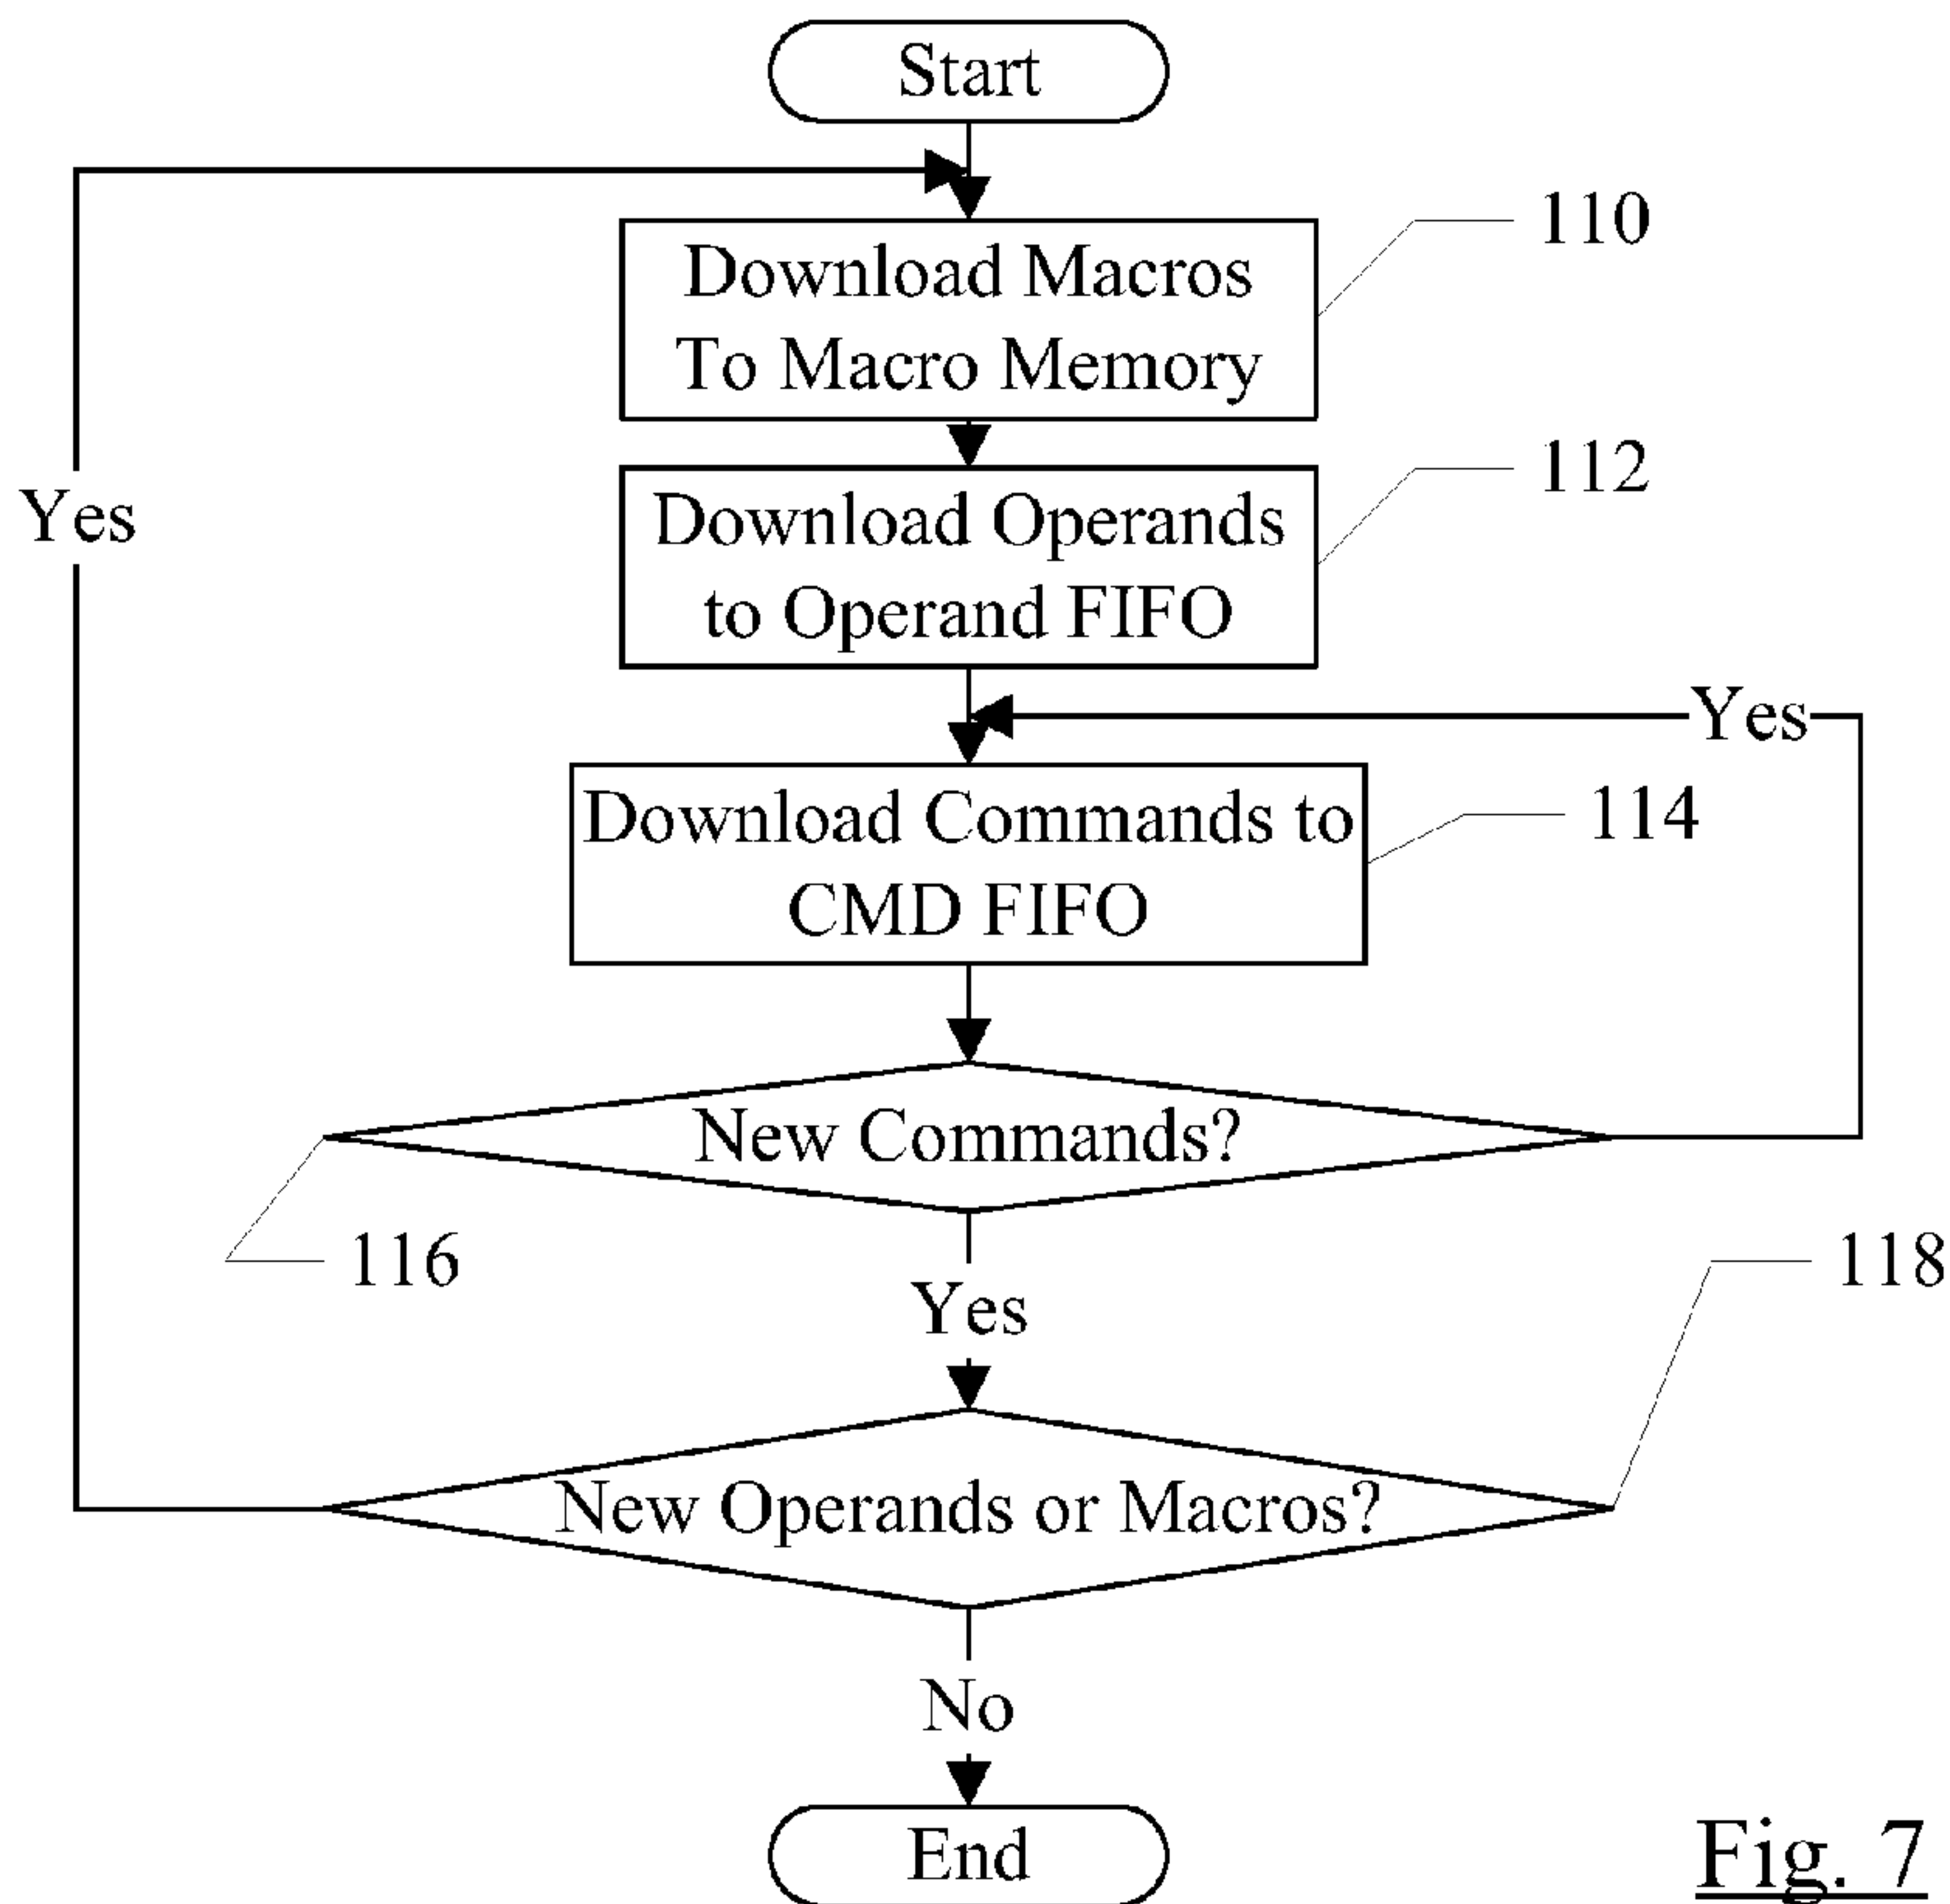 Start
Download Macros
To Macro Memory
110
Download Operands
to Operand FIFO
112
Yes
Yes
Download Commands to
CMD FIFO
114
New Commands?
116
Yes
118
New Operands or Macros?
No
End
Fig. 7